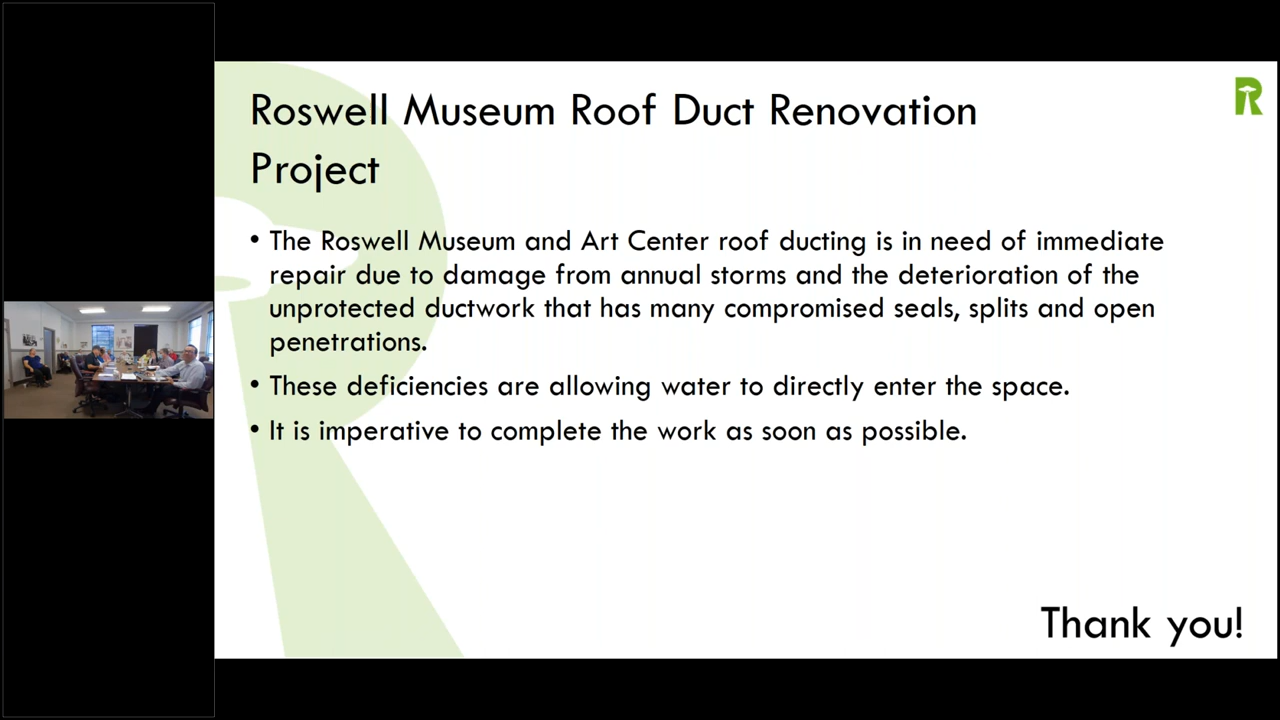 Roswell Museum Roof Duct Renovation
Project
• The Roswell Museum and Art Center roof ducting is in need of immediate
repair due to damage from annual storms and the deterioration of the
unprotected ductwork that has many compromised seals, splits and open
penetrations.
• These deficiencies are allowing water to directly enter the space.
• It is imperative to complete the work as soon as possible.
Thank you!